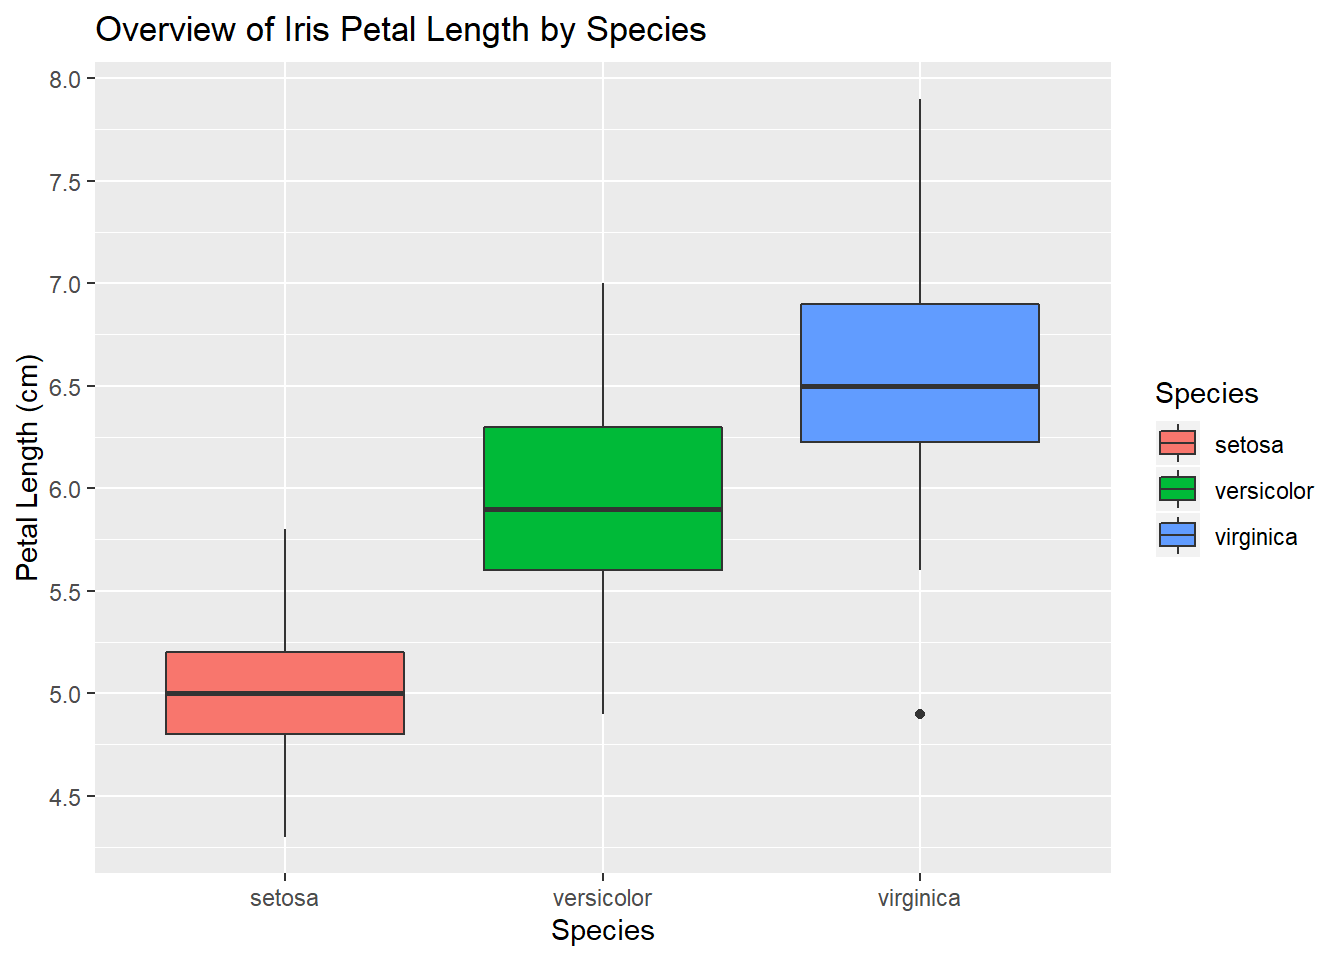 Overview of Iris Petal Length by Species
8.0
7.5
7.0
6.5
6.0
5.5
5.0
4.5
Petal Length (cm)
setosa versicolor virginica
Species
Species
setosa
versicolor
virginica